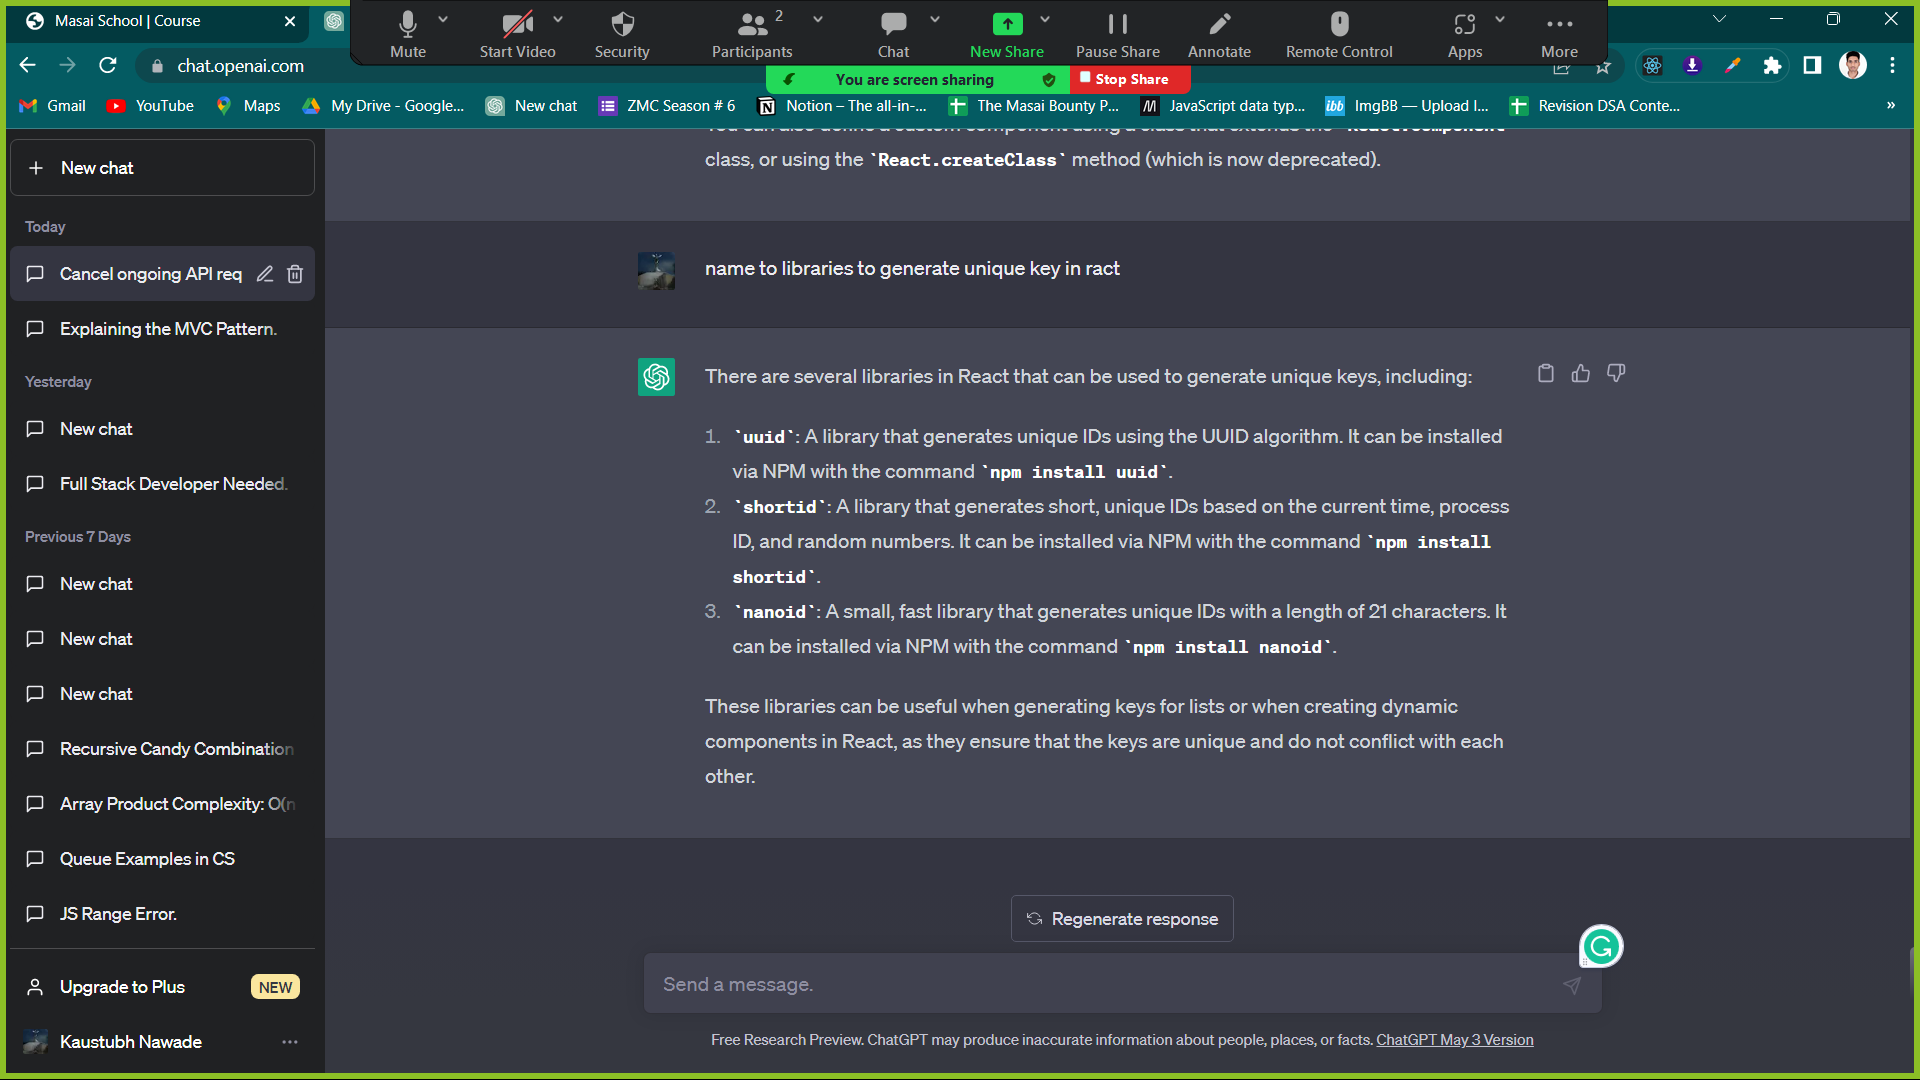 Masai School | Course
Mute
Start Video
Security
Participants
2
Chat
New Share
Pause Share
Annotate
Remote Control
Apps
More
chat.openai.com
You are screen sharing
Stop Share
Gmail
YouTube
Maps
My Drive - Google...
New chat
ZMC Season # 6
Notion – The all-in-...
The Masai Bounty P...
JavaScript data typ...
ibb
ImgBB — Upload I...
Revision DSA Conte...
»
New chat
Today
Cancel ongoing API req
Explaining the MVC Pattern.
Yesterday
New chat
Full Stack Developer Needed.
Previous 7 Days
New chat
New chat
New chat
Recursive Candy Combination
Array Product Complexity: O(n
Queue Examples in CS
JS Range Error.
Upgrade to Plus
NEW
Kaustubh Nawade
You can also define a custom component using a class that extends the `React.Component`
class, or using the `React.createClass` method (which is now deprecated).
name to libraries to generate unique key in ract
There are several libraries in React that can be used to generate unique keys, including:
1. `uuid`: A library that generates unique IDs using the UUID algorithm. It can be installed
via NPM with the command `npm install uuid`.
2. `shortid`: A library that generates short, unique IDs based on the current time, process
ID, and random numbers. It can be installed via NPM with the command `npm install
shortid`.
3. `nanoid`: A small, fast library that generates unique IDs with a length of 21 characters. It
can be installed via NPM with the command `npm install nanoid`.
These libraries can be useful when generating keys for lists or when creating dynamic
components in React, as they ensure that the keys are unique and do not conflict with each
other.
Regenerate response
Send a message.
Free Research Preview. ChatGPT may produce inaccurate information about people, places, or facts. ChatGPT May 3 Version